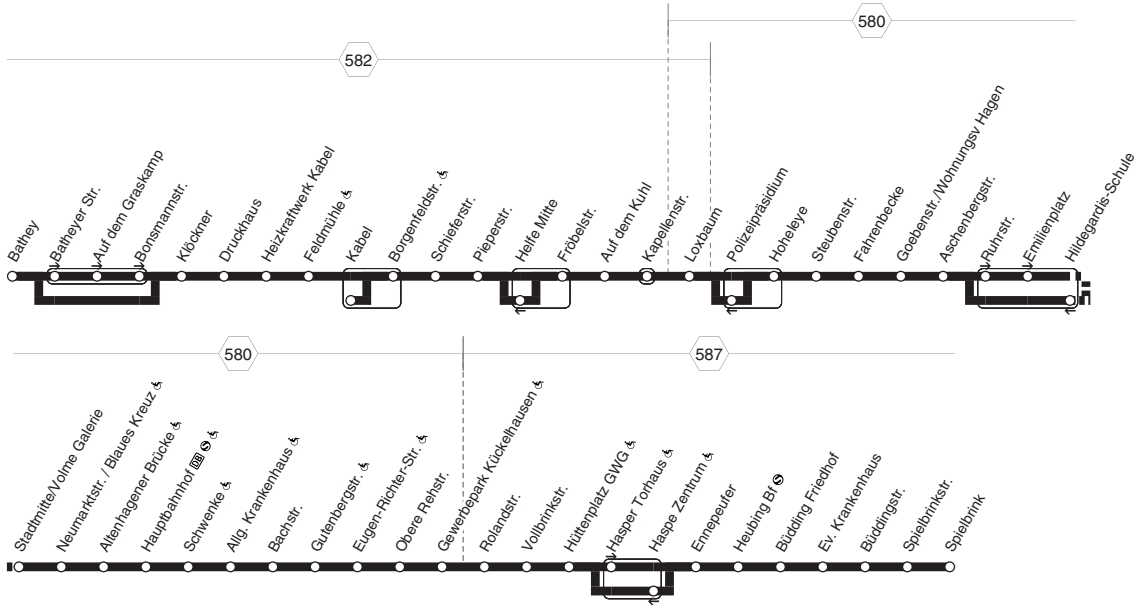 580
582
Bathey
Batheyer Str.
Auf dem Graskamp
Bonsmannstr.
Klöckner
Druckhaus
Heizkraftwerk Kabel
Feldmühle
Kabel
Borgenfeldstr.
Schieferstr.
Pieperstr.
Helfe Mitte
Fröbelstr.
Auf dem Kuhl
Kapellenstr.
Loxbaum
Polizeipräsidium
Hoheleye
Steubenstr.
Fahrenbecke
Goebenstr./Wohnungsv Hagen
Aschenbergstr.
Ruhrstr.
Emilienplatz
Hildegardis-Schule
580
587
Stadtmitte/Volme Galerie
Neumarktstr. / Blaues Kreuz
Altenhagener Brücke
Hauptbahnhof DB S
Schwenke
Allg. Krankenhaus
Bachstr.
Gutenbergstr.
Eugen-Richter-Str.
Obere Rehstr.
Gewerbepark Kückelhausen
Rolandstr.
Vollbrinkstr.
Hüttenplatz GWG
Hasper Torhaus
Haspe Zentrum
Ennepeufer
Heubing Bf S
Büdding Friedhof
Ev. Krankenhaus
Büddingstr.
Spielbrinkstr.
Spielbrink